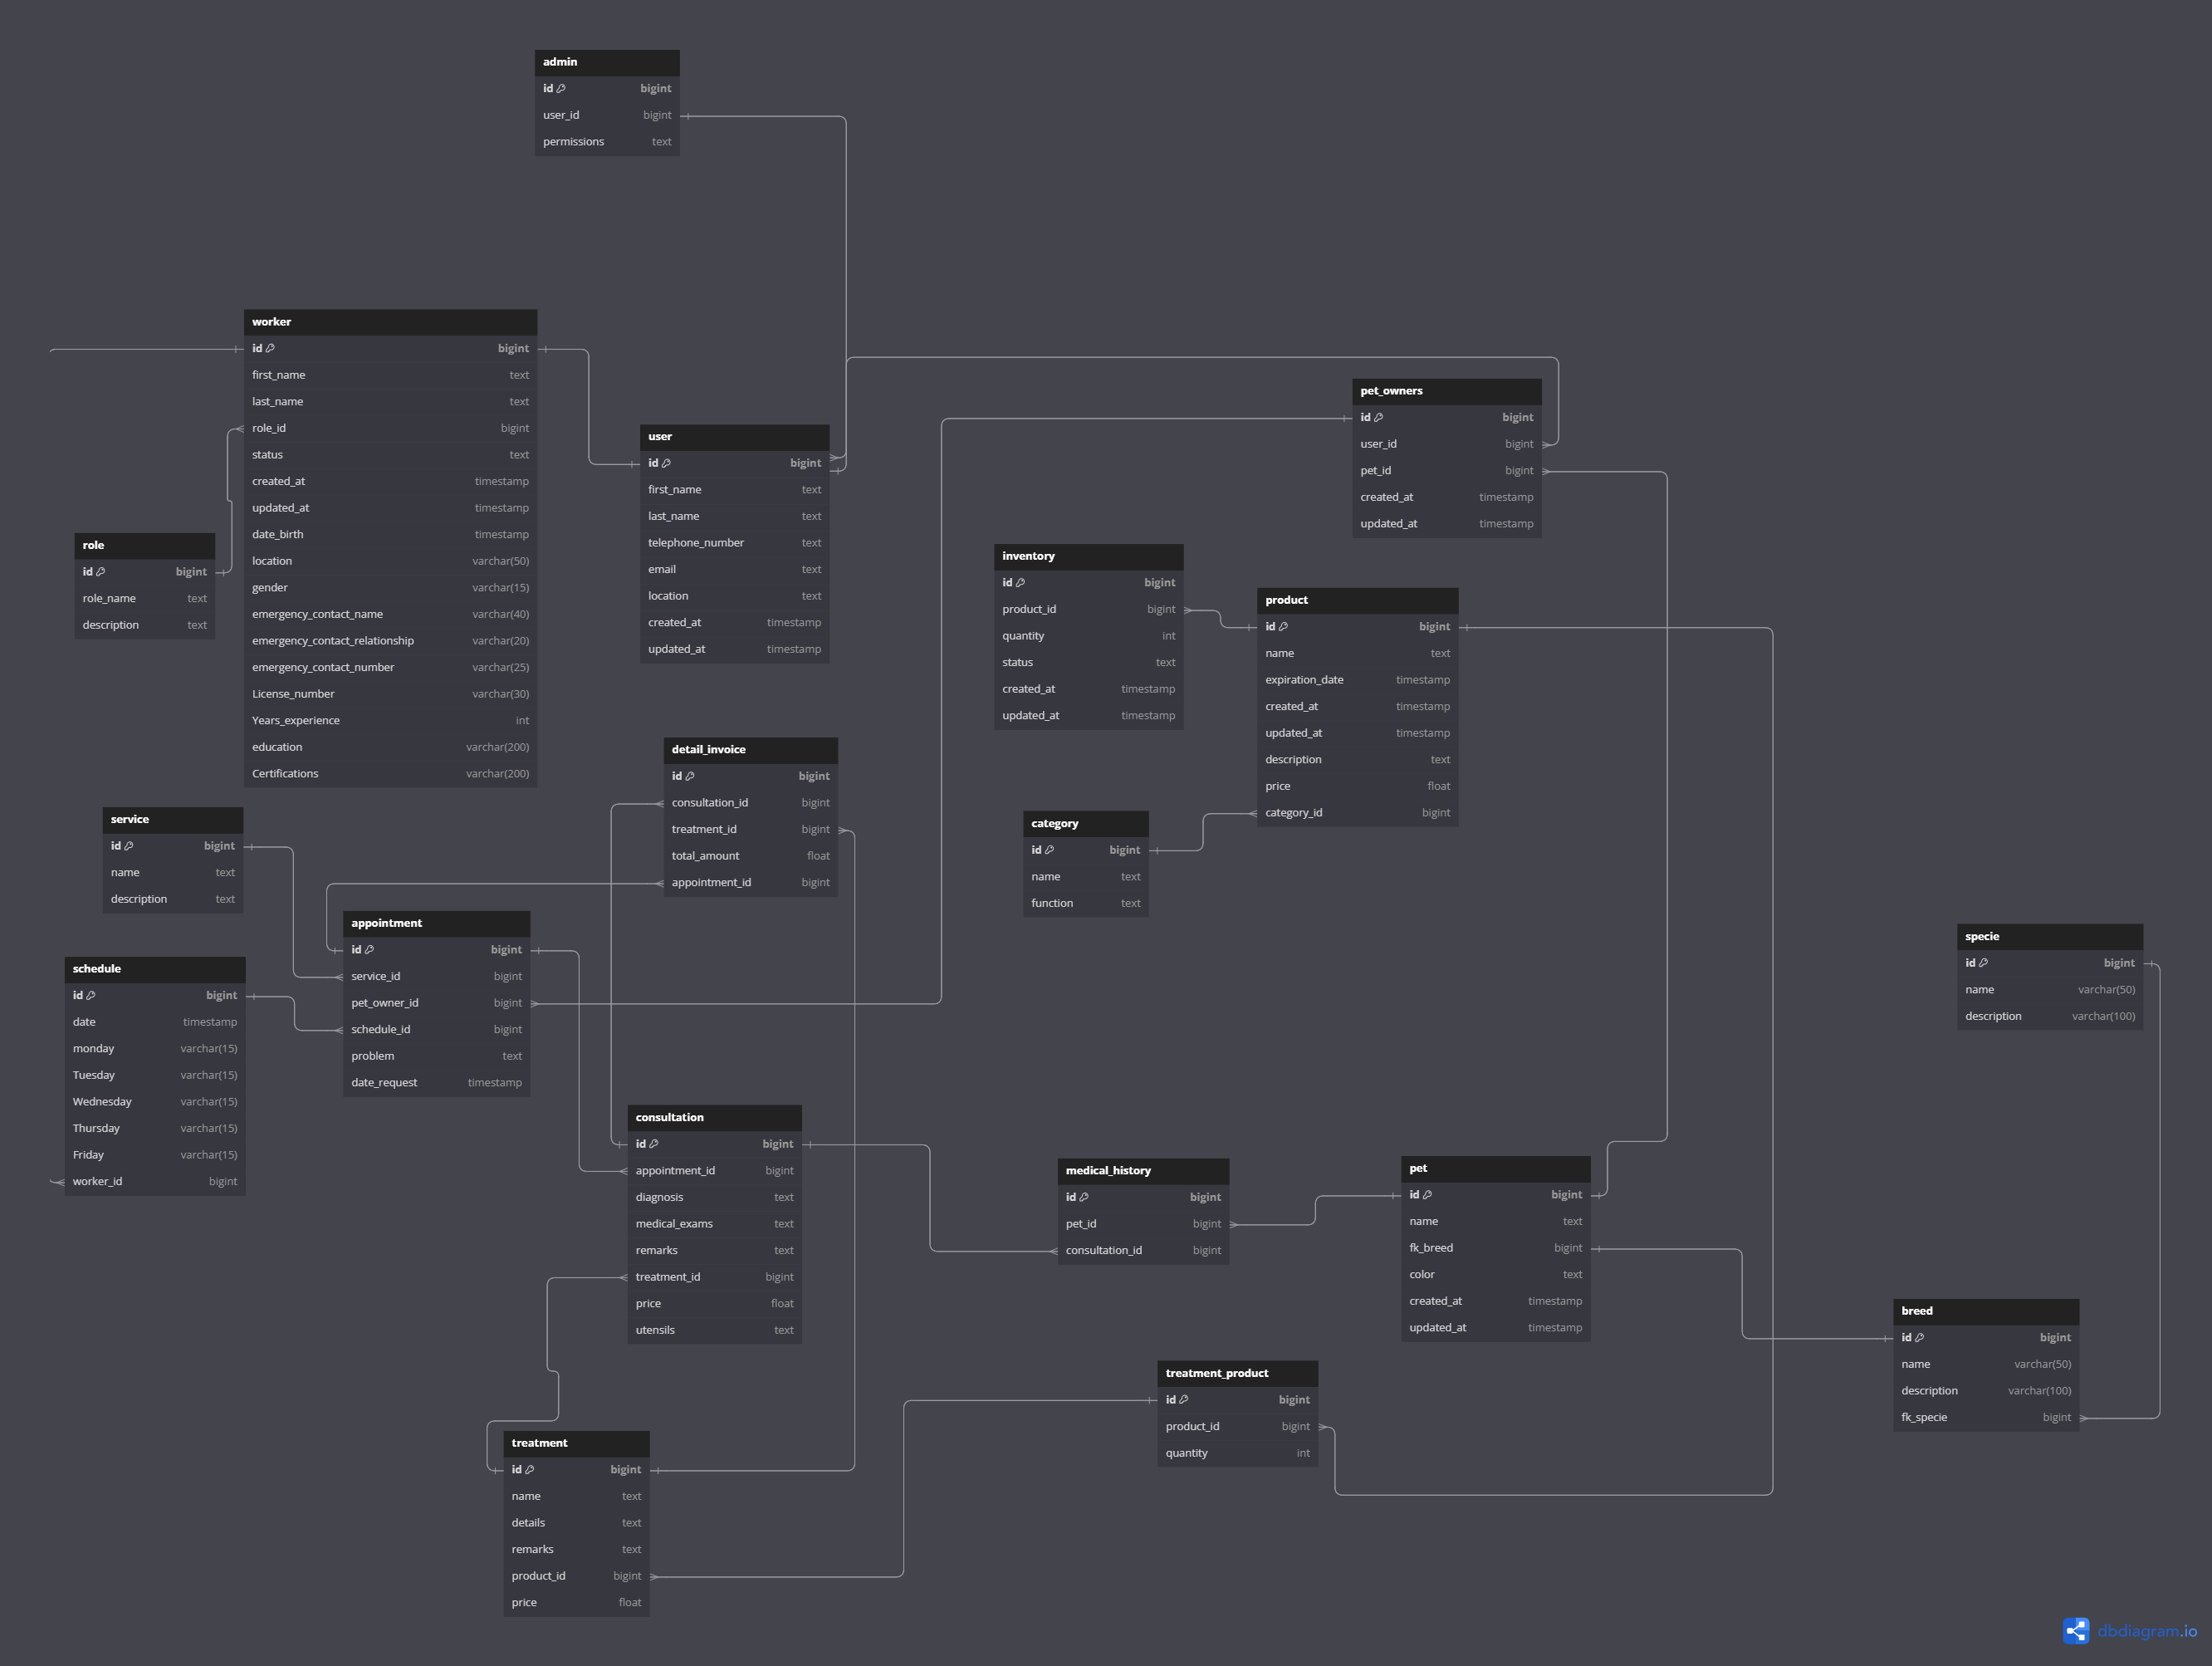 admin
id bigint
user_id bigint
permissions text
worker
id bigint
first_name text
last_name text
role_id bigint
status text
created_at timestamp
updated_at timestamp
date_birth timestamp
location varchar(50)
gender varchar(15)
emergency_contact_name varchar(40)
emergency_contact_relationship varchar(20)
emergency_contact_number varchar(25)
License_number varchar(30)
Years_experience int
education varchar(200)
Certifications varchar(200)
user
id bigint
first_name text
last_name text
telephone_number text
email text
location text
created_at timestamp
updated_at timestamp
pet_owners
id bigint
user_id bigint
pet_id bigint
created_at timestamp
updated_at timestamp
role
id bigint
role_name text
description text
inventory
id bigint
product_id bigint
quantity int
status text
created_at timestamp
updated_at timestamp
product
id bigint
name text
expiration_date timestamp
created_at timestamp
updated_at timestamp
description text
price float
category_id bigint
detail_invoice
id bigint
consultation_id bigint
treatment_id bigint
total_amount float
appointment_id bigint
category
id bigint
name text
function text
service
id bigint
name text
description text
appointment
id bigint
service_id bigint
pet_owner_id bigint
schedule_id bigint
problem text
date_request timestamp
schedule
id bigint
date timestamp
monday varchar(15)
Tuesday varchar(15)
Wednesday varchar(15)
Thursday varchar(15)
Friday varchar(15)
worker_id bigint
specie
id bigint
name varchar(50)
description varchar(100)
consultation
id bigint
appointment_id bigint
diagnosis text
medical_exams text
remarks text
treatment_id bigint
price float
utensils text
medical_history
id bigint
pet_id bigint
consultation_id bigint
pet
id bigint
name text
fk_breed bigint
color text
created_at timestamp
updated_at timestamp
breed
id bigint
name varchar(50)
description varchar(100)
fk_specie bigint
treatment_product
id bigint
product_id bigint
quantity int
treatment
id bigint
name text
details text
remarks text
product_id bigint
price float
dbdiagram.io